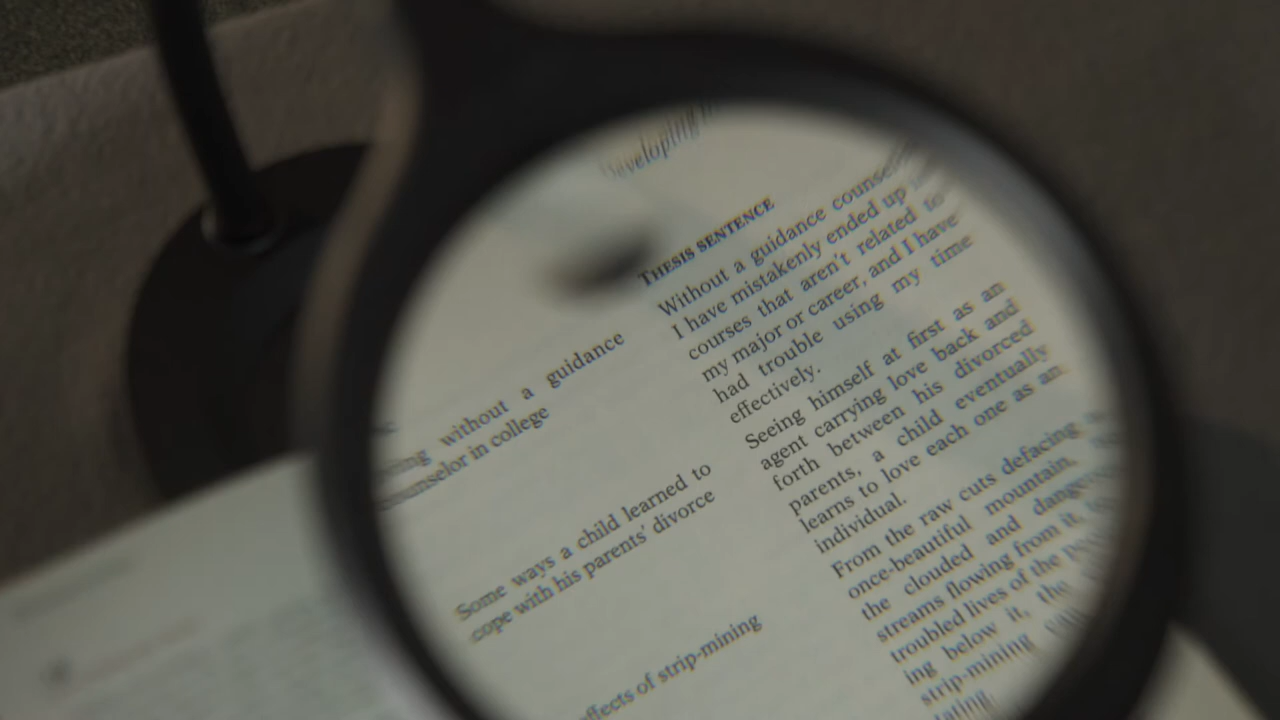 Developing
THESIS SENTENCE
without a guidance
counselor in college
Some ways a child learned to
cope with his parents' divorce
effects of strip-mining
Without a guidance
I have mistakenly ended up
courses that aren't related to
my major or career, and I have
had trouble using my time
effectively.
Seeing himself at first as an
agent carrying love back and
forth between his divorced
parents, a child eventually
learns to love each one as an
individual.
From the raw cuts defacing
once-beautiful mountain.
the clouded and
streams flowing from it,
troubled lives of the
ing below it, the
strip-mining